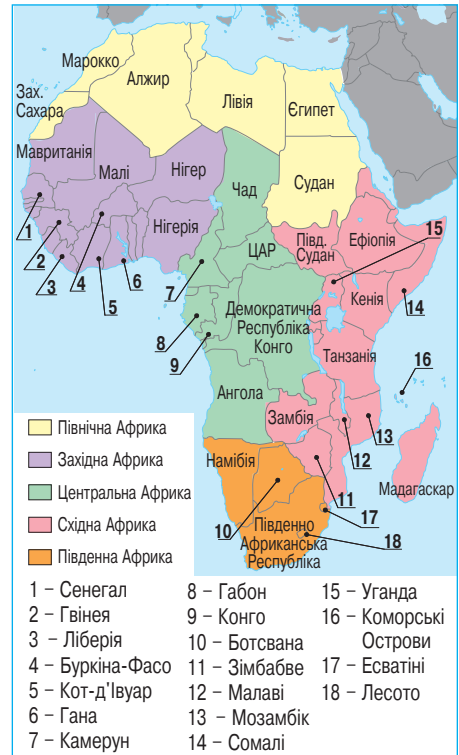 Марокко
Алжир
Лівія
Єгипет
Зах.
Сахара
Мавританія
Малі
Нігер
Чад
Судан
Нігерія
ЦАР
Півд.
Судан
Ефіопія
15
1
2
3
4
5
6
7
8
9
Демократична
Республіка
Конго
Кенія
14
Танзанія
16
Ангола
Замбія
13
12
Мадагаскар
11
Намібія
10
17
18
Південно
Африканська
Республіка
Північна Африка
Західна Африка
Центральна Африка
Східна Африка
Південна Африка
1 – Сенегал
2 – Гвінея
3 – Ліберія
4 – Буркіна-Фасо
5 – Кот-д'Івуар
6 – Гана
7 – Камерун
8 – Габон
9 – Конго
10 – Ботсвана
11 – Зімбабве
12 – Малаві
13 – Мозамбік
14 – Сомалі
15 – Уганда
16 – Коморські
Острови
17 – Есватіні
18 – Лесото